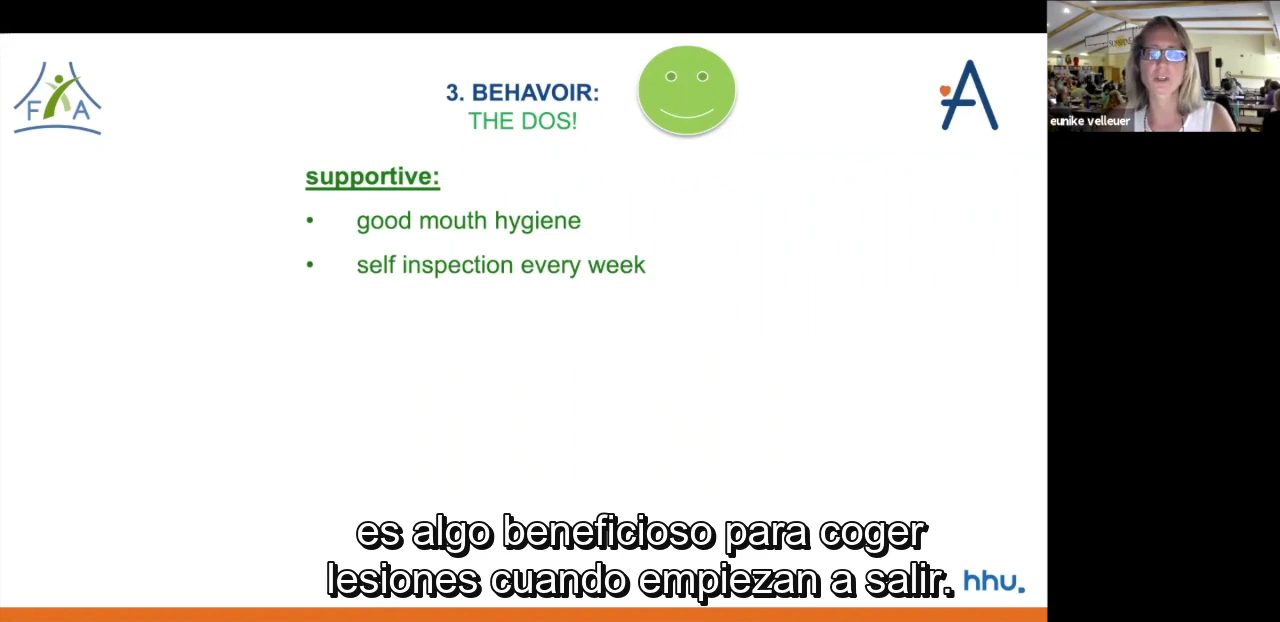 F A
3. BEHAVOIR:
THE DOS!
A
eunike velleuer
supportive:
• good mouth hygiene
• self inspection every week
es algo beneficioso para coger
lesiones cuando empiezan a salir.
hhu.